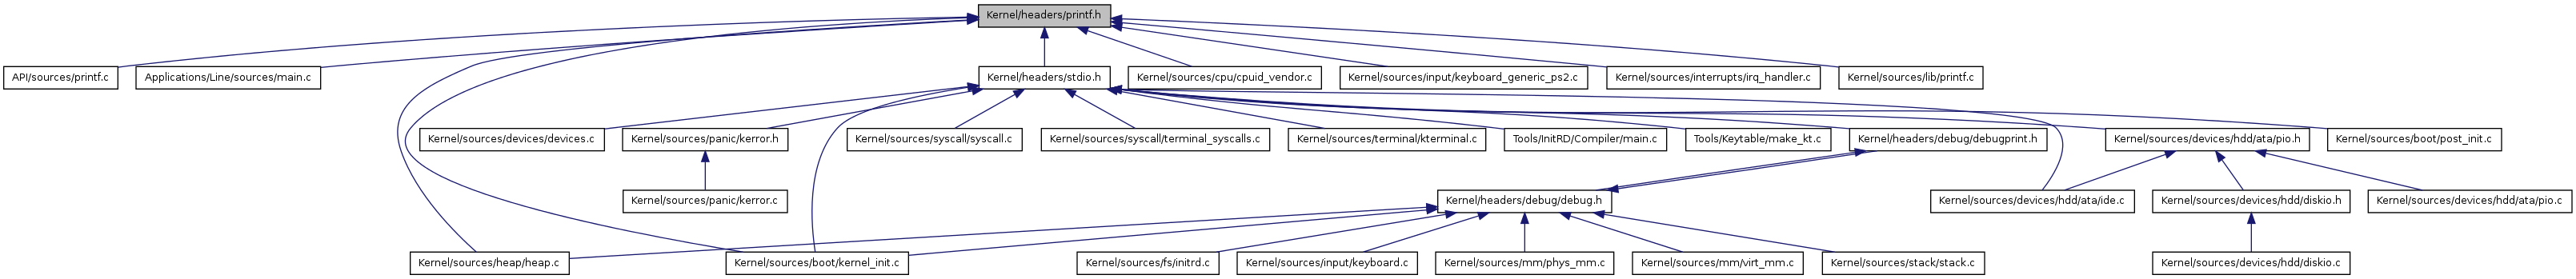 Kernel/headers/printf.h
API/sources/printf.c
Applications/Line/sources/main.c
Kernel/headers/stdio.h
Kernel/sources/cpu/cpuid_vendor.c
Kernel/sources/input/keyboard_generic_ps2.c
Kernel/sources/interrupts/irq_handler.c
Kernel/sources/lib/printf.c
Kernel/sources/devices/devices.c
Kernel/sources/panic/kerror.h
Kernel/sources/syscall/syscall.c
Kernel/sources/syscall/terminal_syscalls.c
Kernel/sources/terminal/kterminal.c
Tools/InitRD/Compiler/main.c
Tools/Keytable/make_kt.c
Kernel/headers/debug/debugprint.h
Kernel/sources/devices/hdd/ata/pio.h
Kernel/sources/boot/post_init.c
Kernel/sources/panic/kerror.c
Kernel/headers/debug/debug.h
Kernel/sources/devices/hdd/ata/ide.c
Kernel/sources/devices/hdd/diskio.h
Kernel/sources/devices/hdd/ata/pio.c
Kernel/sources/heap/heap.c
Kernel/sources/boot/kernel_init.c
Kernel/sources/fs/initrd.c
Kernel/sources/input/keyboard.c
Kernel/sources/mm/phys_mm.c
Kernel/sources/mm/virt_mm.c
Kernel/sources/stack/stack.c
Kernel/sources/devices/hdd/diskio.c